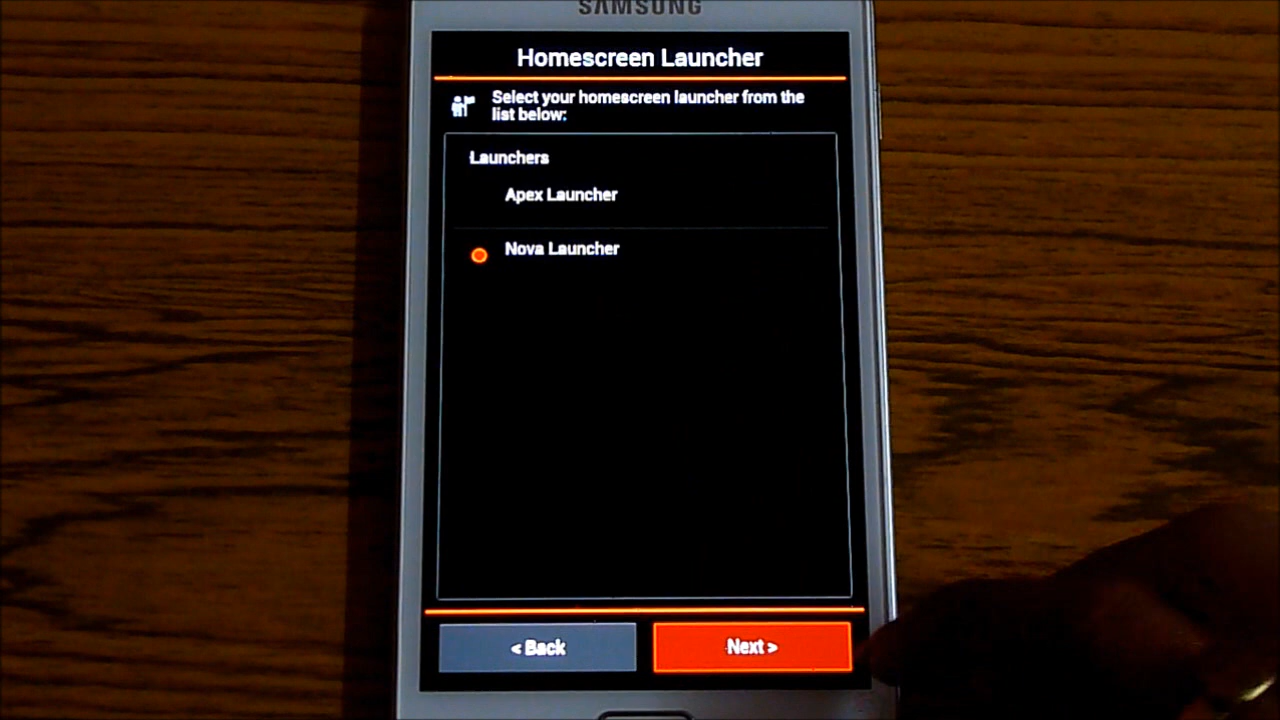 SAMSUNG
Homescreen Launcher
Select your homescreen launcher from the
list below:
Launchers
Apex Launcher
Nova Launcher
< Back
Next >